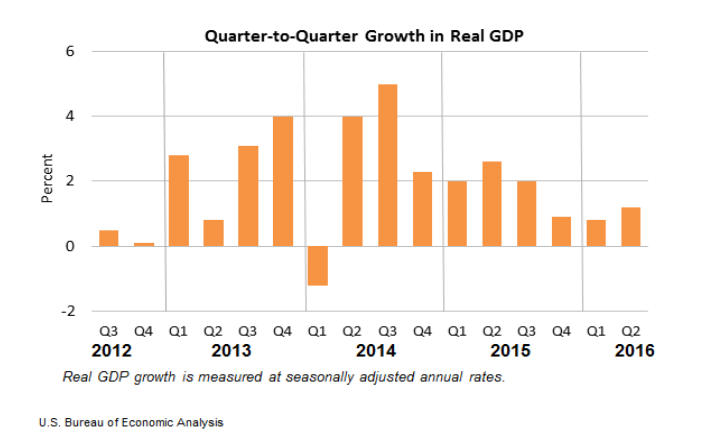 Quarter-to-Quarter Growth in Real GDP
6
4
2
0
-2
Percent
Q3 Q4 Q1 Q2 Q3 Q4 Q1 Q2 Q3 Q4 Q1 Q2 Q3 Q4 Q1 Q2
2012 2013 2014 2015 2016
Real GDP growth is measured at seasonally adjusted annual rates.
U.S. Bureau of Economic Analysis